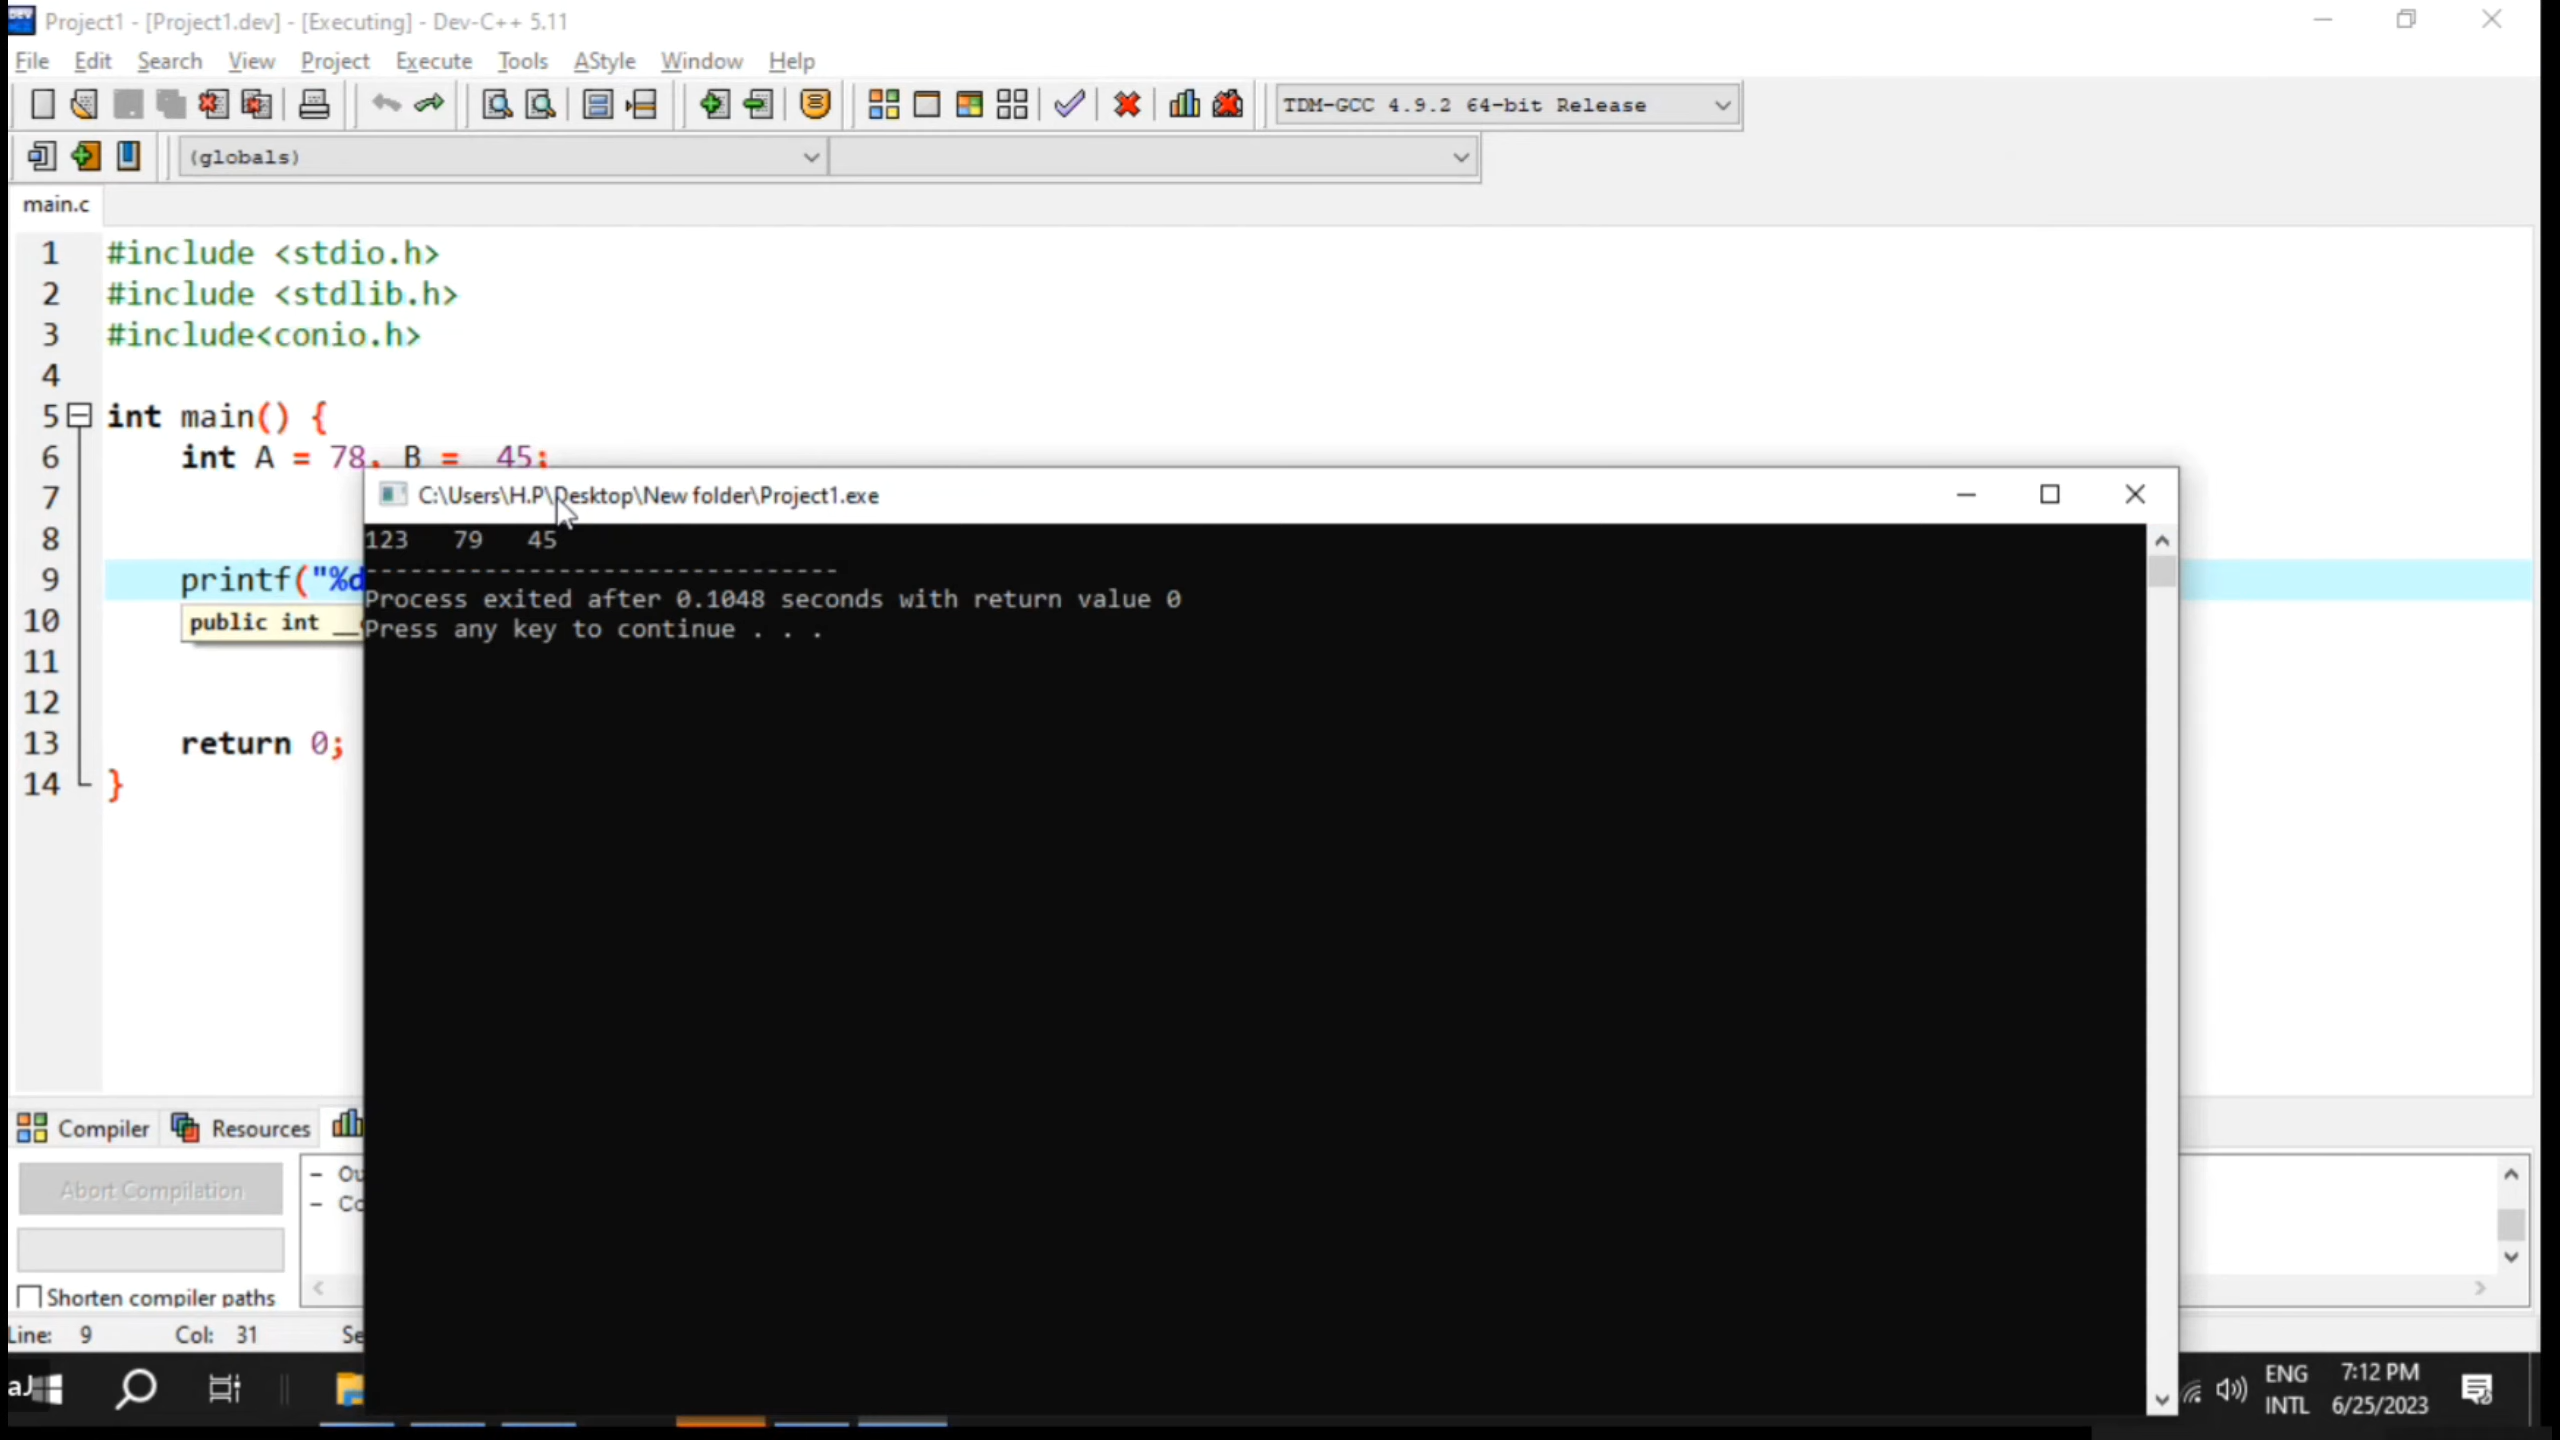 Project1 - [Project1.dev] - [Executing] - Dev-C++ 5.11
File Edit Search View Project Execute Tools AStyle Window Help
TDM-GCC 4.9.2 64-bit Release
(globals)
main.c
1 #include <stdio.h>
2 #include <stdlib.h>
3 #include<conio.h>
4
5 int main() {
6 int A = 78, B = 45;
7
C:\Users\H.P\Desktop\New folder\Project1.exe
8
123 79 45
--------------------------------
9 printf("%d
Process exited after 0.1048 seconds with return value 0
10 public int __
Press any key to continue . . .
11
12
13 return 0;
14 }
Compiler Resources
Abort Compilation
- Ou
- Co
Shorten compiler paths
Line: 9 Col: 31 Se
ENG 7:12 PM
INTL 6/25/2023